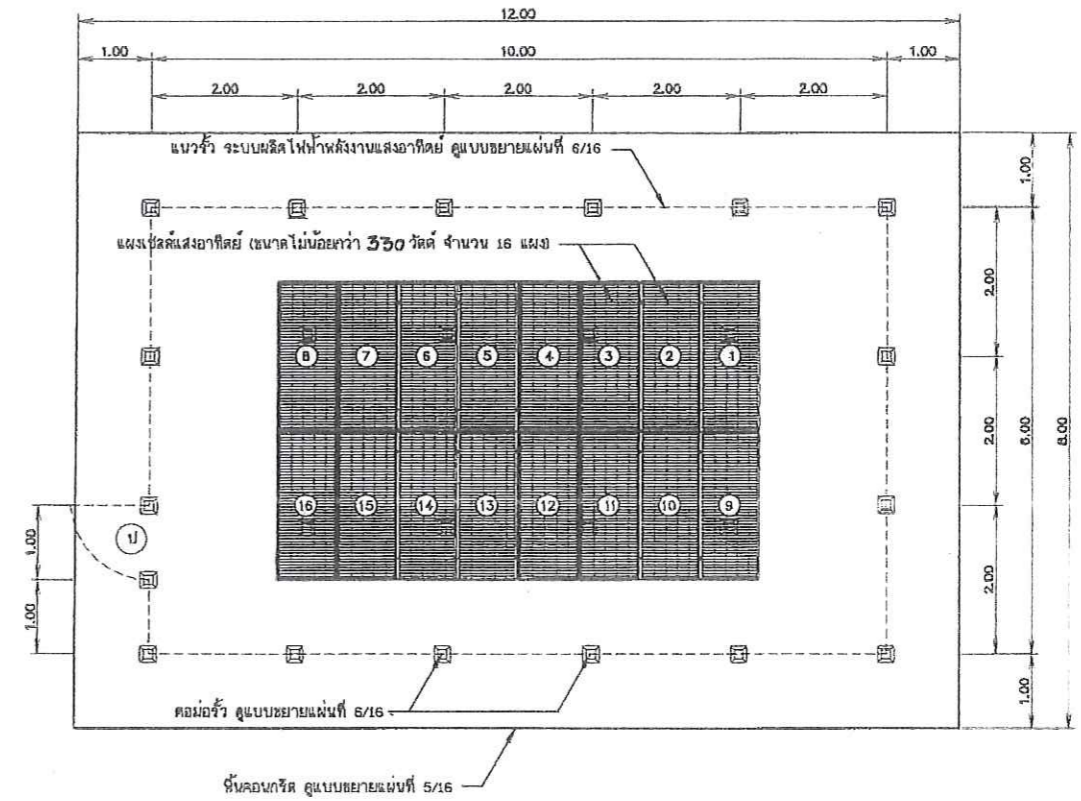 12.00
1.00 10.00 1.00
2.00 2.00 2.00 2.00 2.00
แนวรั้ว ระบบผลิตไฟฟ้าพลังงานแสงอาทิตย์ ดูแบบขยายแผ่นที่ 6/16
1.00
แผงเซลล์แสงอาทิตย์ (ขนาดไม่น้อยกว่า 330 วัตต์ จำนวน 16 แผง)
2.00
8 7 6 5 4 3 2 1
2.00 6.00 8.00
16 15 14 13 12 11 10 9
ป
1.00
2.00
1.00
1.00
ตอม่อรั้ว ดูแบบขยายแผ่นที่ 6/16
พื้นคอนกรีต ดูแบบขยายแผ่นที่ 5/16